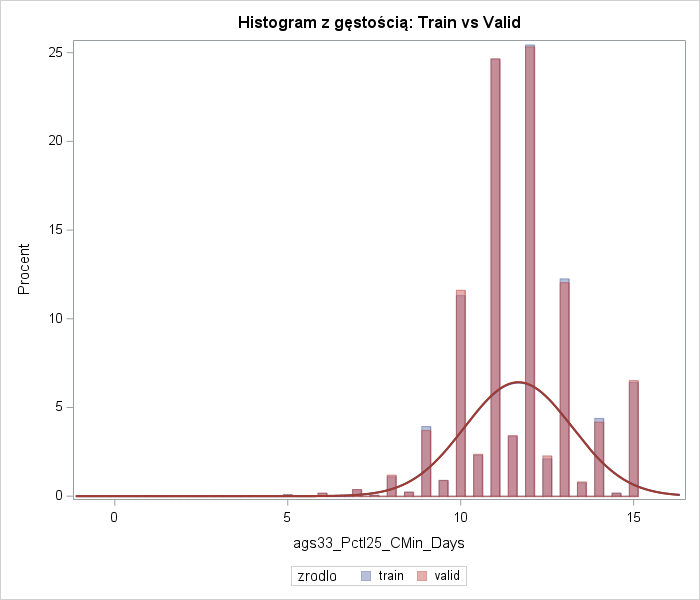 Histogram z gęstością: Train vs Valid
25
20
15
10
5
0
Procent
0 5 10 15
ags33_Pctl25_CMin_Days
zrodlo train valid